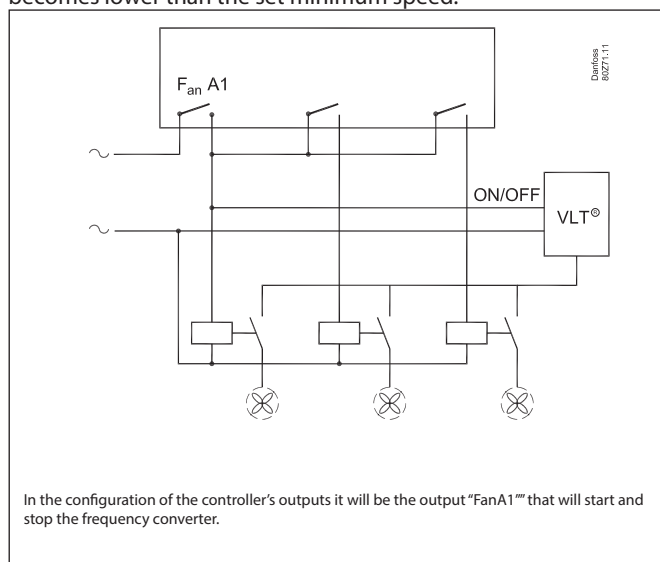 becomes lower than the set minimum speed.
Danfoss
80Z71.11
Fan A1
ON/OFF
VLT®
In the configuration of the controller’s outputs it will be the output “FanA1”” that will start and
stop the frequency converter.